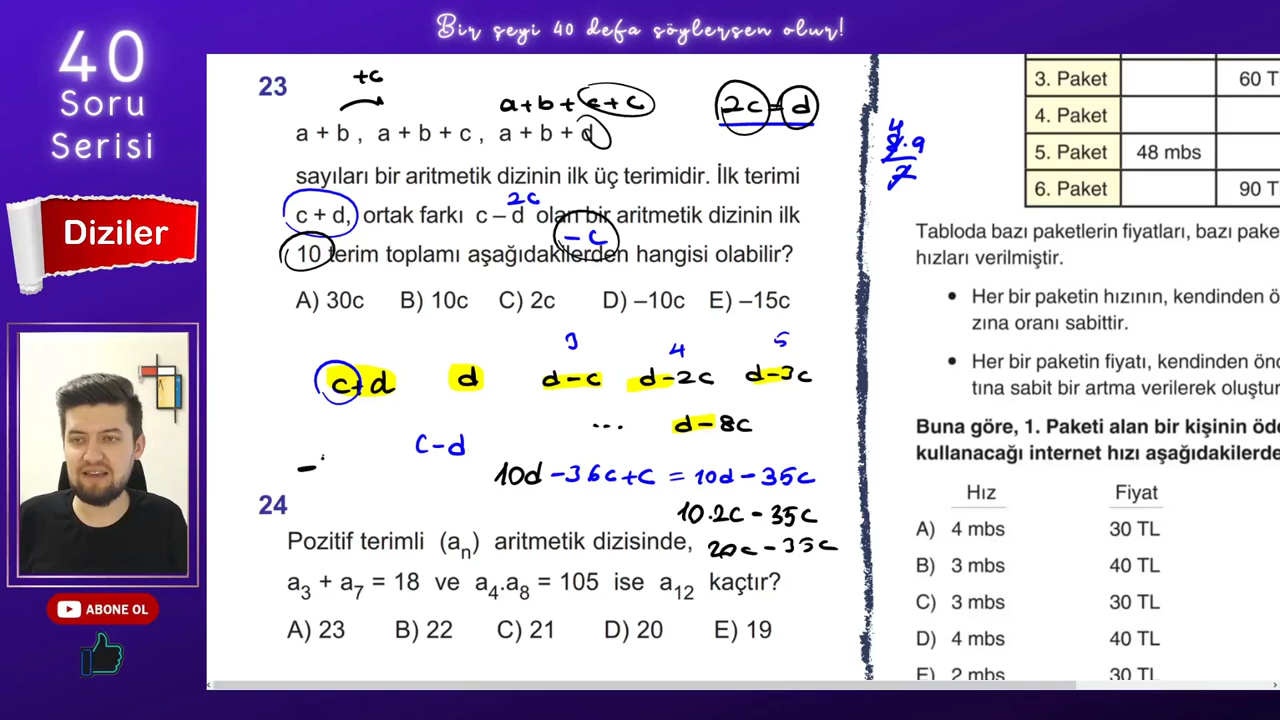 Bir şeyi 40 defa söylersen olur!
40
Soru
Serisi
Diziler
ABONE OL
23
+c
a+b+c+c
2c = d
a + b , a + b + c , a + b + d
sayıları bir aritmetik dizinin ilk üç terimidir. İlk terimi
2c
c + d, ortak farkı c – d olan bir aritmetik dizinin ilk
– c
10 terim toplamı aşağıdakilerden hangisi olabilir?
A) 30c B) 10c C) 2c D) –10c E) –15c
3 4 5
c+d d d-c d-2c d-3c
... d-8c
c-d
-
10d -36c+c = 10d-35c
10.2c - 35c
20c - 35c
24
Pozitif terimli (an) aritmetik dizisinde,
a3 + a7 = 18 ve a4.a8 = 105 ise a12 kaçtır?
A) 23 B) 22 C) 21 D) 20 E) 19
3. Paket 60 T
4. Paket
5. Paket 48 mbs
6. Paket 90 T
Tabloda bazı paketlerin fiyatları, bazı pake
hızları verilmiştir.
• Her bir paketin hızının, kendinden ö
zına oranı sabittir.
• Her bir paketin fiyatı, kendinden önc
tına sabit bir artma verilerek oluştur
Buna göre, 1. Paketi alan bir kişinin öde
kullanacağı internet hızı aşağıdakilerde
Hız Fiyat
A) 4 mbs 30 TL
B) 3 mbs 40 TL
C) 3 mbs 30 TL
D) 4 mbs 40 TL
E) 2 mbs 30 TL